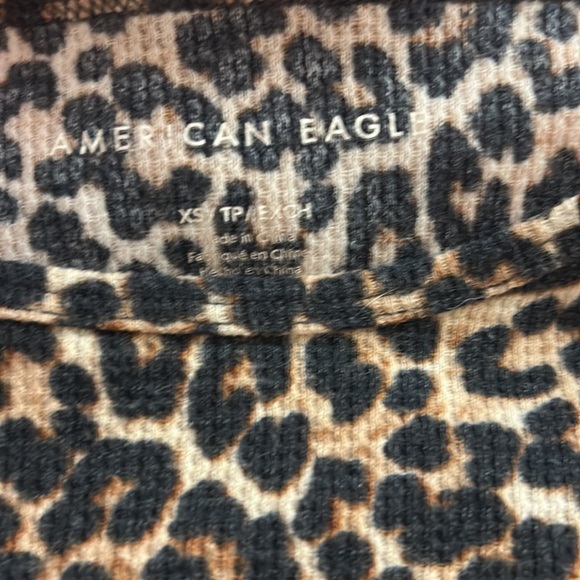 AMERICAN EAGLE
XS / TP / EXCH
Made in China
Fabriqué en Chine
Hecho en China